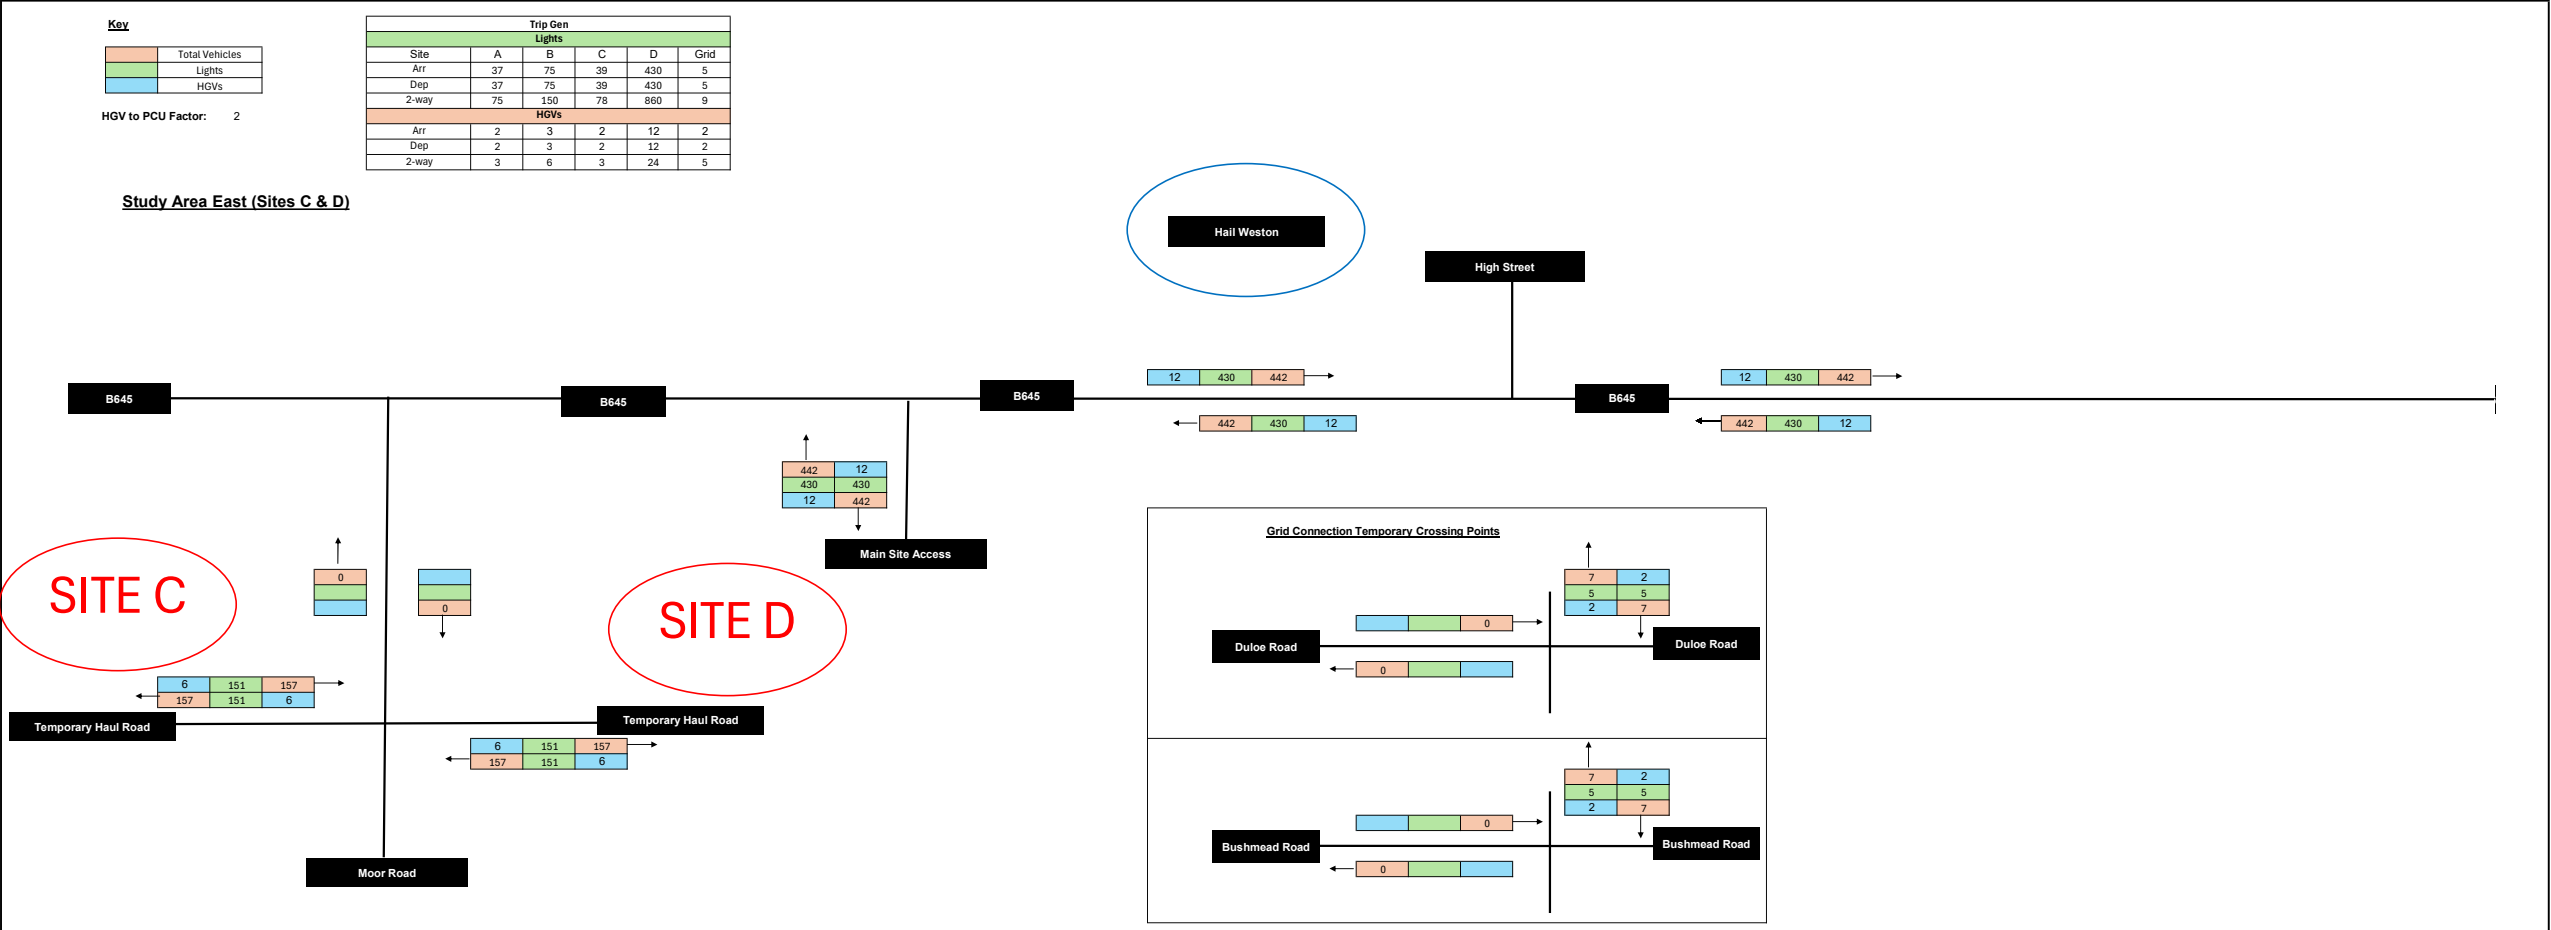 Key
Total Vehicles
Lights
HGVs
HGV to PCU Factor: 2
Trip Gen
Lights
Site A B C D Grid
Arr 37 75 39 430 5
Dep 37 75 39 430 5
2-way 75 150 78 860 9
HGVs
Arr 2 3 2 12 2
Dep 2 3 2 12 2
2-way 3 6 3 24 5
Study Area East (Sites C & D)
Hail Weston
High Street
12 430 442
12 430 442
B645
B645
B645
B645
442 430 12
442 430 12
442 12
430 430
12 442
Main Site Access
SITE C
0
0
SITE D
6 151 157
157 151 6
Temporary Haul Road
Temporary Haul Road
6 151 157
157 151 6
Moor Road
Grid Connection Temporary Crossing Points
7 2
5 5
2 7
0
Duloe Road
Duloe Road
0
7 2
5 5
2 7
0
Bushmead Road
Bushmead Road
0